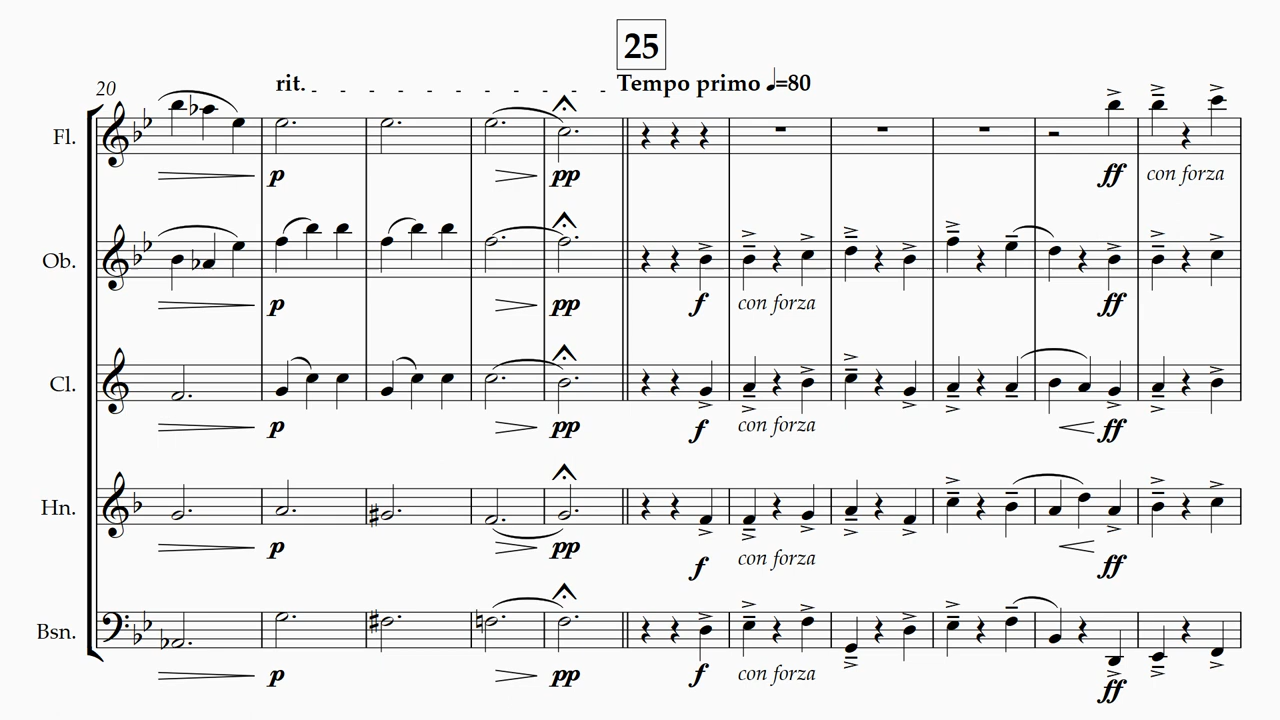 25
20
rit.
Tempo primo ♩=80
Fl.
p
pp
ff
con forza
Ob.
p
pp
f
con forza
ff
Cl.
p
pp
f
con forza
ff
Hn.
p
pp
f
con forza
ff
Bsn.
p
pp
f
con forza
ff